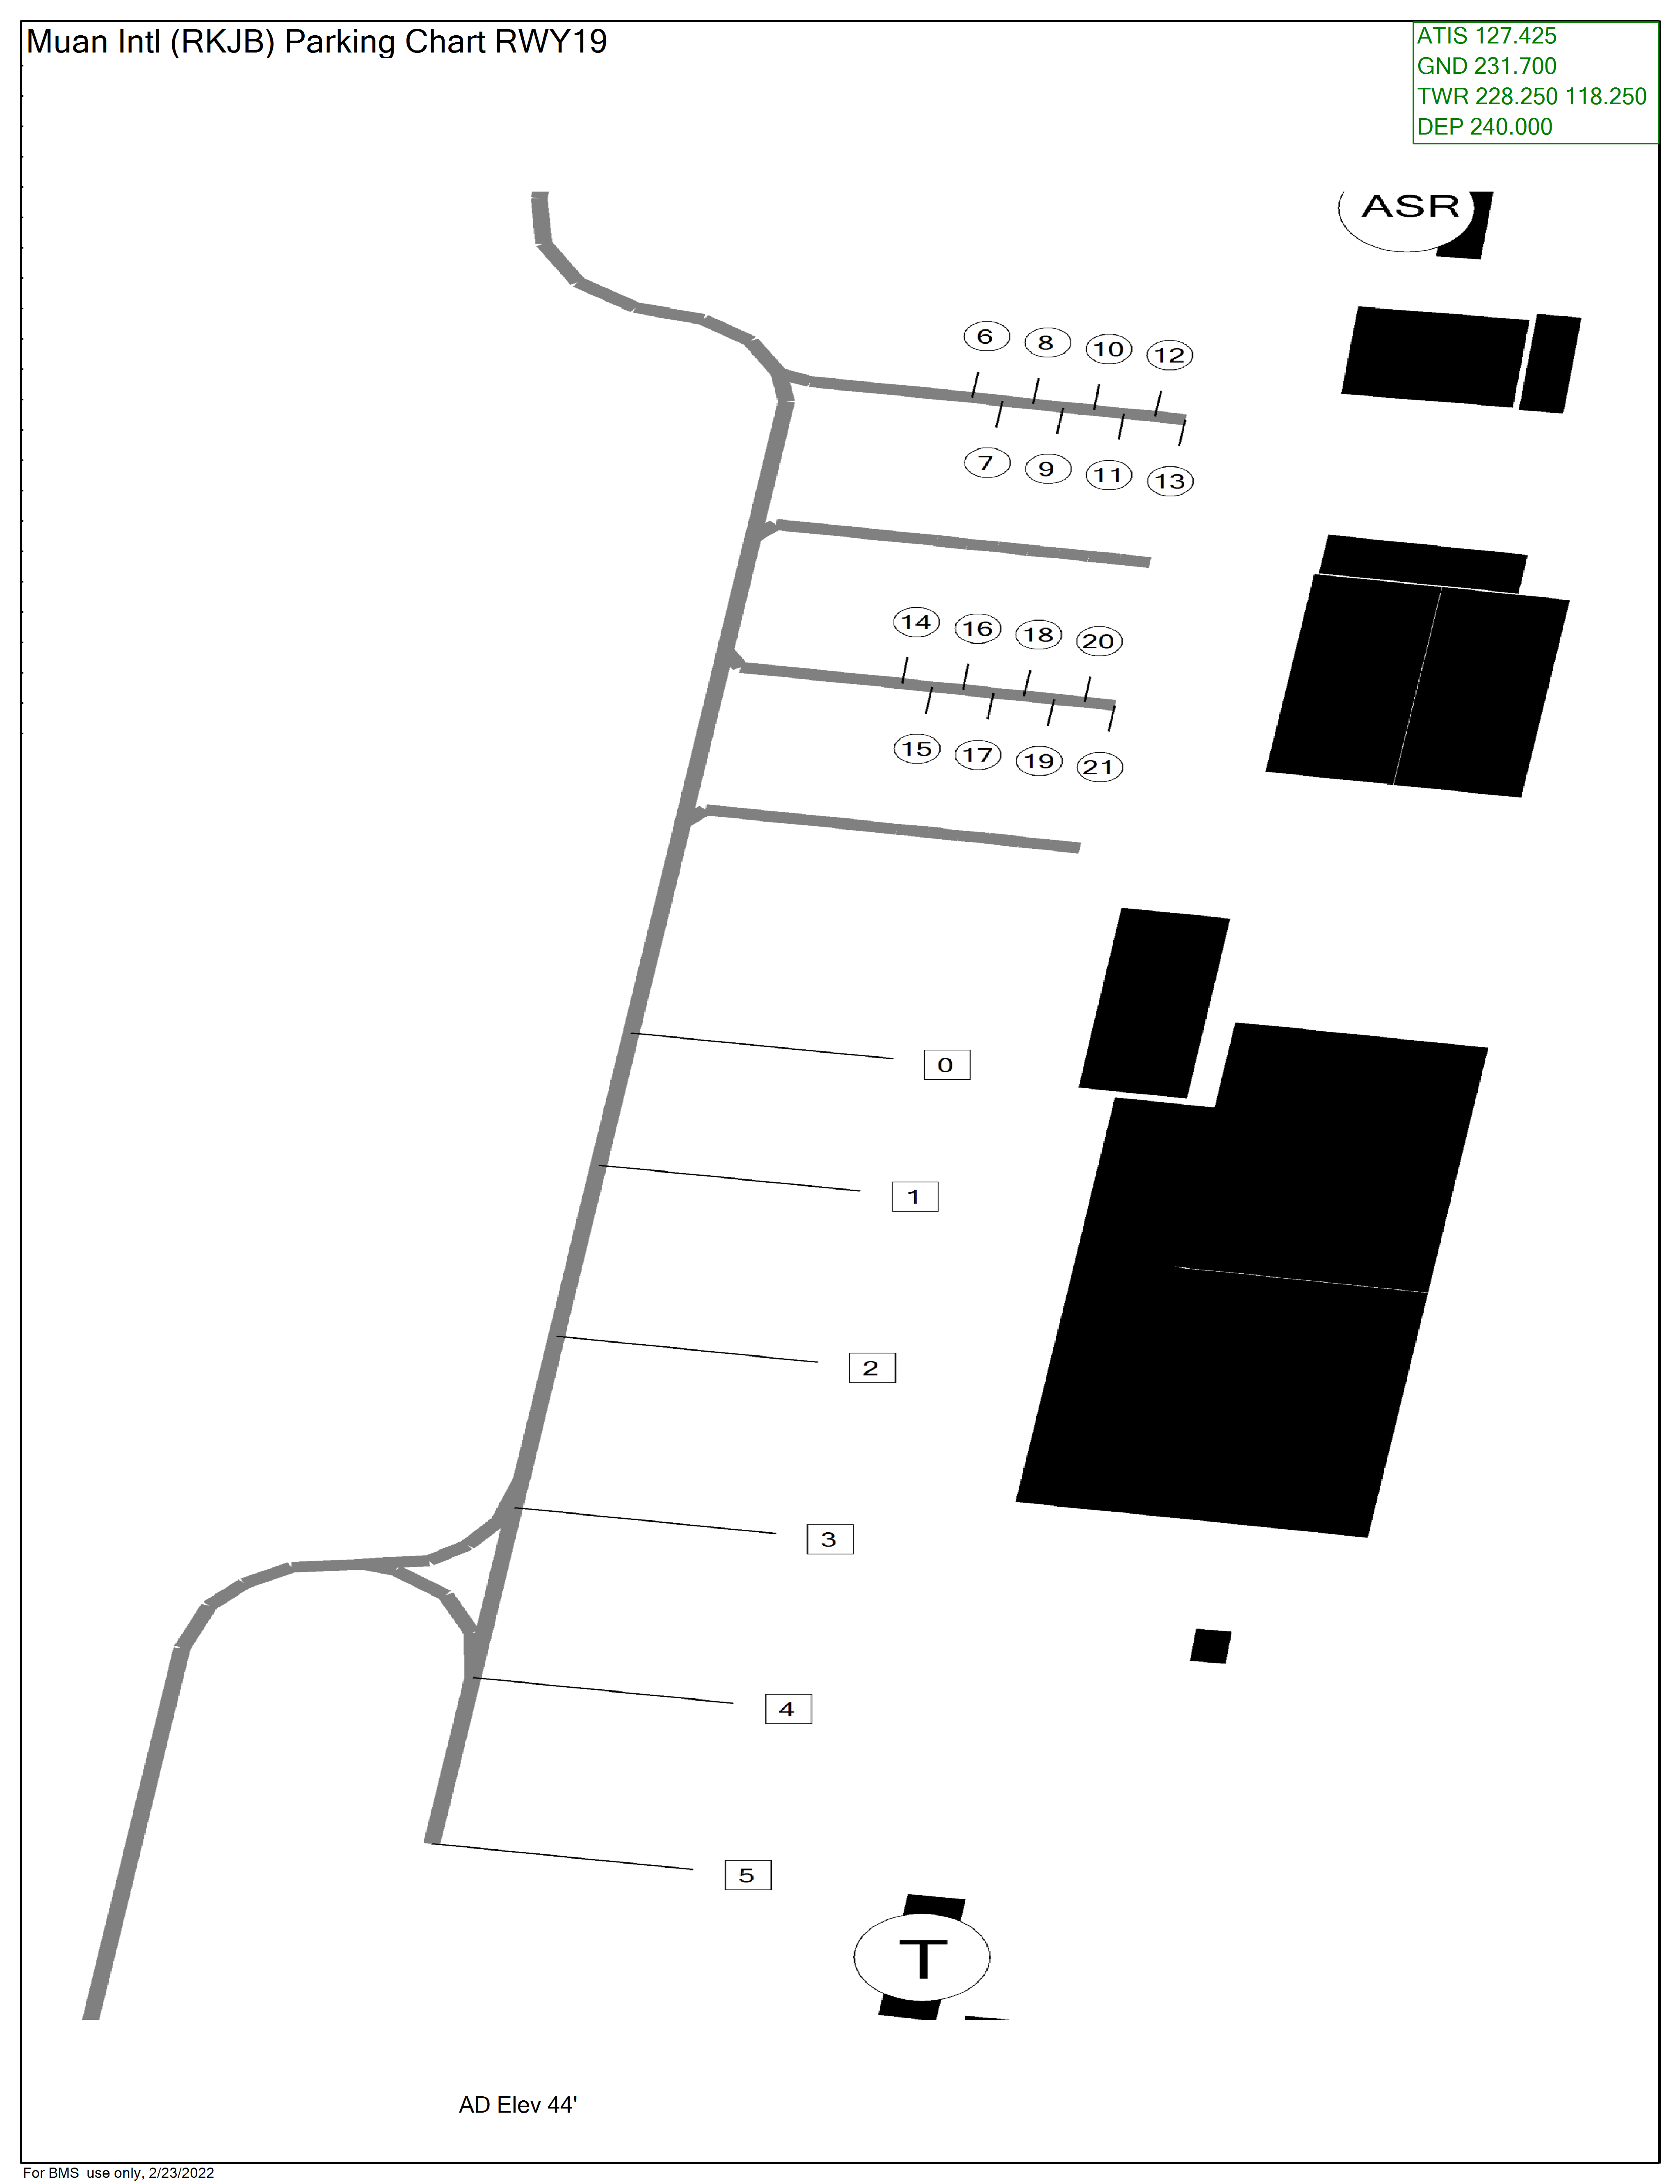 Muan Intl (RKJB) Parking Chart RWY19
ATIS 127.425
GND 231.700
TWR 228.250 118.250
DEP 240.000
ASR
6
8
10
12
7
9
11
13
14
16
18
20
15
17
19
21
0
1
2
3
4
5
T
AD Elev 44'
For BMS use only, 2/23/2022